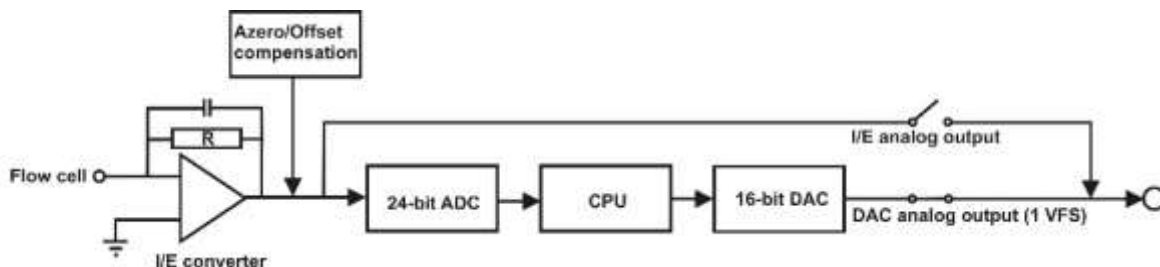 Azero/Offset
compensation
R
I/E analog output
Flow cell
24-bit ADC
CPU
16-bit DAC
DAC analog output (1 VFS)
I/E converter